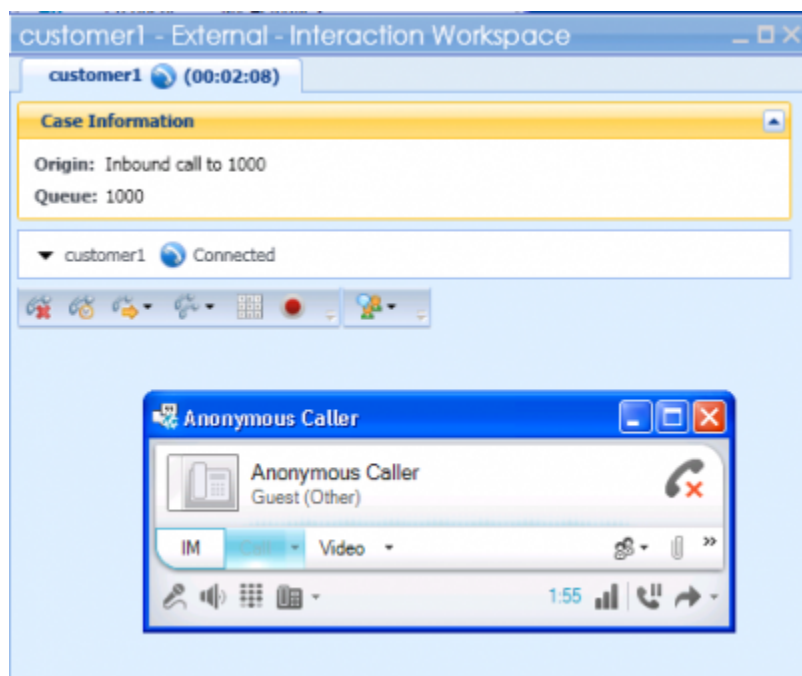 customer1 - External - Interaction Workspace
customer1 (00:02:08)
Case Information
Origin: Inbound call to 1000
Queue: 1000
customer1 Connected
Anonymous Caller
Anonymous Caller
Guest (Other)
IM Call Video
1:55